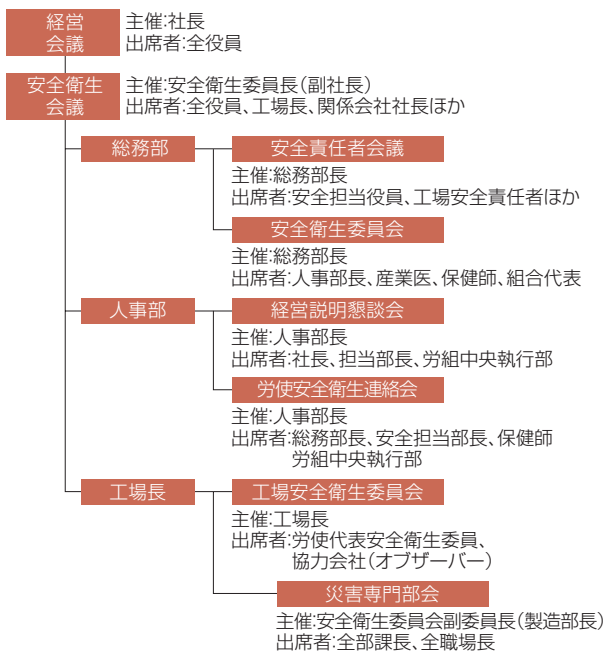 経営
会議
主催:社長
出席者:全役員
安全衛生
会議
主催:安全衛生委員長(副社長)
出席者:全役員、工場長、関係会社社長ほか
総務部
安全責任者会議
主催:総務部長
出席者:安全担当役員、工場安全責任者ほか
安全衛生委員会
主催:総務部長
出席者:人事部長、産業医、保健師、組合代表
人事部
経営説明懇談会
主催:人事部長
出席者:社長、担当部長、労組中央執行部
労使安全衛生連絡会
主催:人事部長
出席者:総務部長、安全担当部長、保健師
労組中央執行部
工場長
工場安全衛生委員会
主催:工場長
出席者:労使代表安全衛生委員、
協力会社(オブザーバー)
災害専門部会
主催:安全衛生委員会副委員長(製造部長)
出席者:全部課長、全職場長